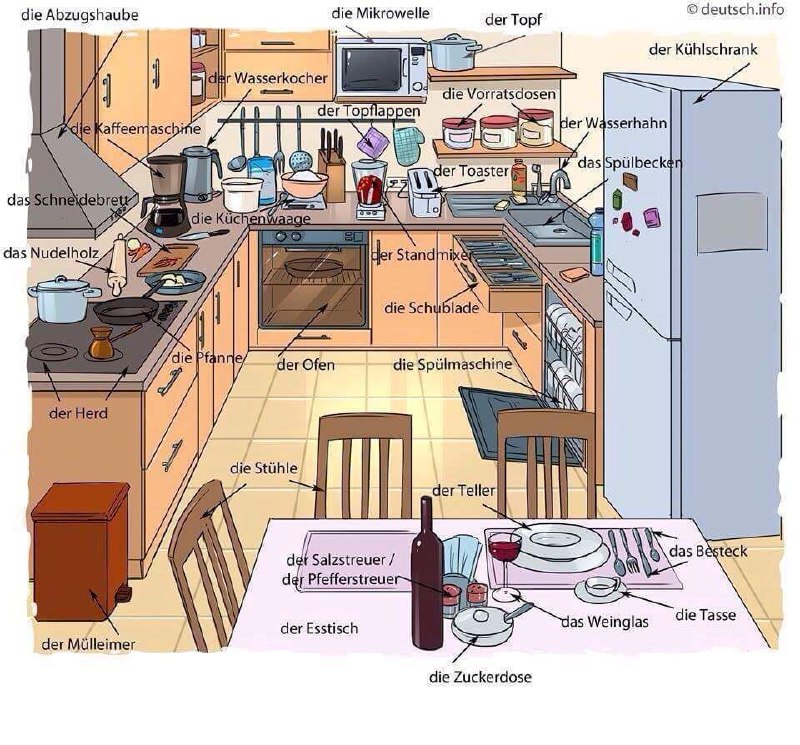 die Abzugshaube
die Mikrowelle
der Topf
© deutsch.info
der Kühlschrank
der Wasserkocher
die Vorratsdosen
der Topflappen
die Kaffeemaschine
der Wasserhahn
das Spülbecken
der Toaster
das Schneidebrett
die Küchenwaage
das Nudelholz
der Standmixer
die Schublade
die Pfanne
der Ofen
die Spülmaschine
der Herd
die Stühle
der Teller
das Besteck
der Salzstreuer /
der Pfefferstreuer
das Weinglas
die Tasse
der Esstisch
der Mülleimer
die Zuckerdose